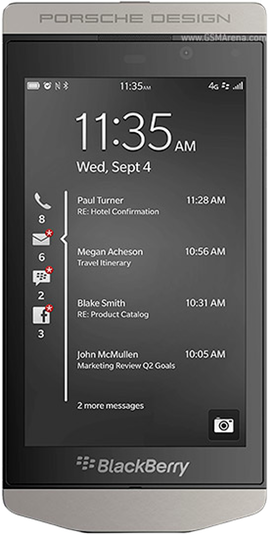 PORSCHE DESIGN
www.GSMArena.com
11:35AM
4G
11:35AM
Wed, Sept 4
Paul Turner 11:28 AM
RE: Hotel Confirmation
8
6
Megan Acheson 10:56 AM
Travel Itinerary
2
Blake Smith 10:31 AM
RE: Product Catalog
3
John McMullen 10:05 AM
Marketing Review Q2 Goals
2 more messages
BlackBerry